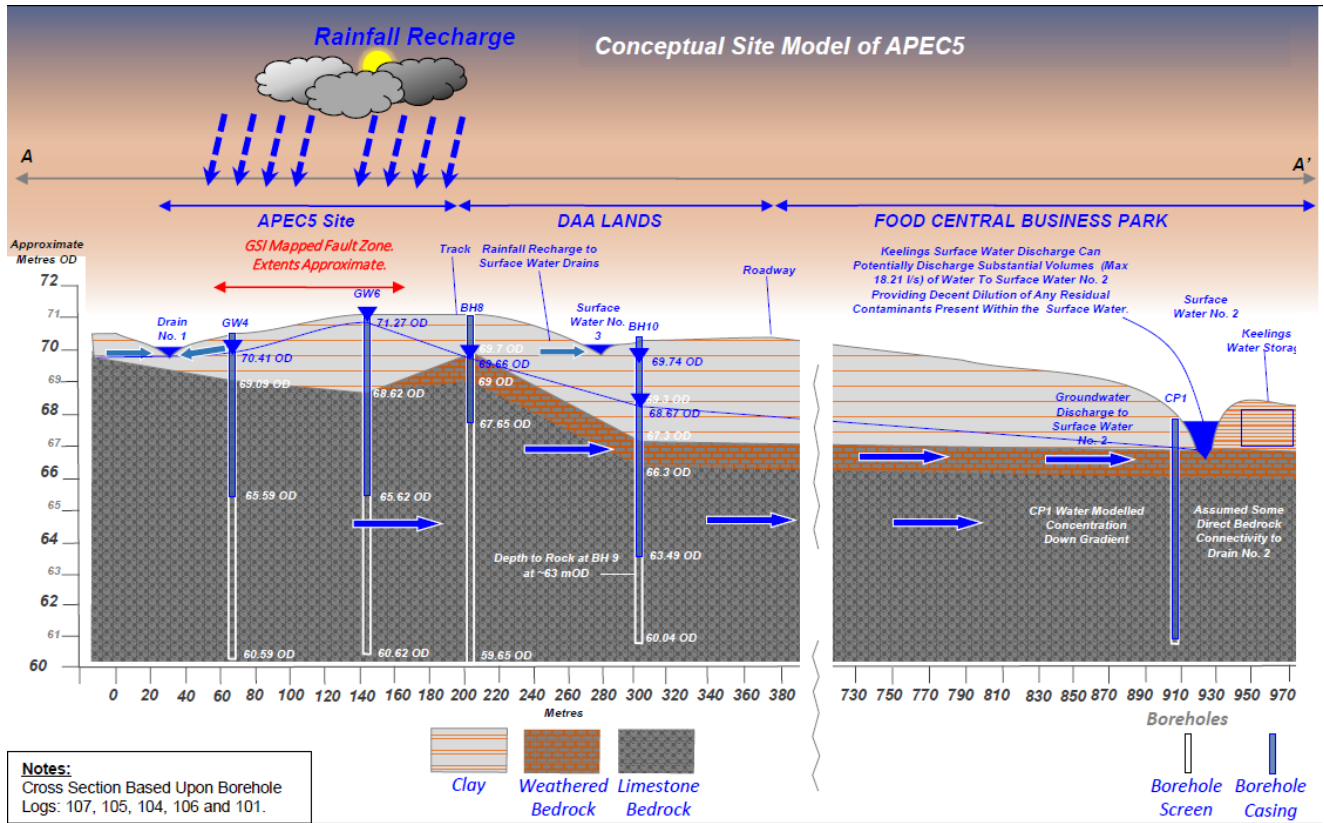 Rainfall Recharge
Conceptual Site Model of APEC5
A
A'
APEC5 Site
DAA LANDS
FOOD CENTRAL BUSINESS PARK
GSI Mapped Fault Zone.
Extents Approximate.
Approximate
Metres OD
Track
Rainfall Recharge to
Surface Water Drains
Roadway
Keelings Surface Water Discharge Can
Potentially Discharge Substantial Volumes (Max
18.21 l/s) of Water To Surface Water No. 2
Providing Decent Dilution of Any Residual
Contaminants Present Within the Surface Water.
Surface
Water No. 2
Keelings
Water Storag
72
71
70
69
68
67
66
65
64
63
62
61
60
Drain
No. 1
GW4
GW6
BH8
Surface
Water No.
3
BH10
CP1
70.41 OD
69.09 OD
65.59 OD
60.59 OD
71.27 OD
68.62 OD
65.62 OD
60.62 OD
69.7 OD
69.66 OD
69 OD
67.65 OD
59.65 OD
69.74 OD
69.3 OD
68.67 OD
67.3 OD
66.3 OD
63.49 OD
60.04 OD
Depth to Rock at BH 9
at ~63 mOD
Groundwater
Discharge to
Surface Water
No. 2
CP1 Water Modelled
Concentration
Down Gradient
Assumed Some
Direct Bedrock
Connectivity to
Drain No. 2
0 20 40 60 80 100 120 140 160 180 200 220 240 260 280 300 320 340 360 380 730 750 770 790 810 830 850 870 890 910 930 950 970
Metres
Clay
Weathered
Bedrock
Limestone
Bedrock
Boreholes
Borehole
Screen
Borehole
Casing
Notes:
Cross Section Based Upon Borehole
Logs: 107, 105, 104, 106 and 101.